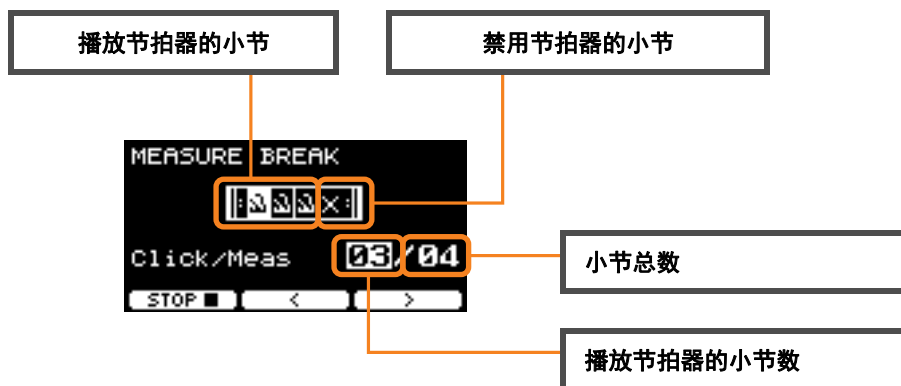 播放节拍器的小节
禁用节拍器的小节
MEASURE BREAK
Click/Meas 03/04
STOP ■ < >
小节总数
播放节拍器的小节数